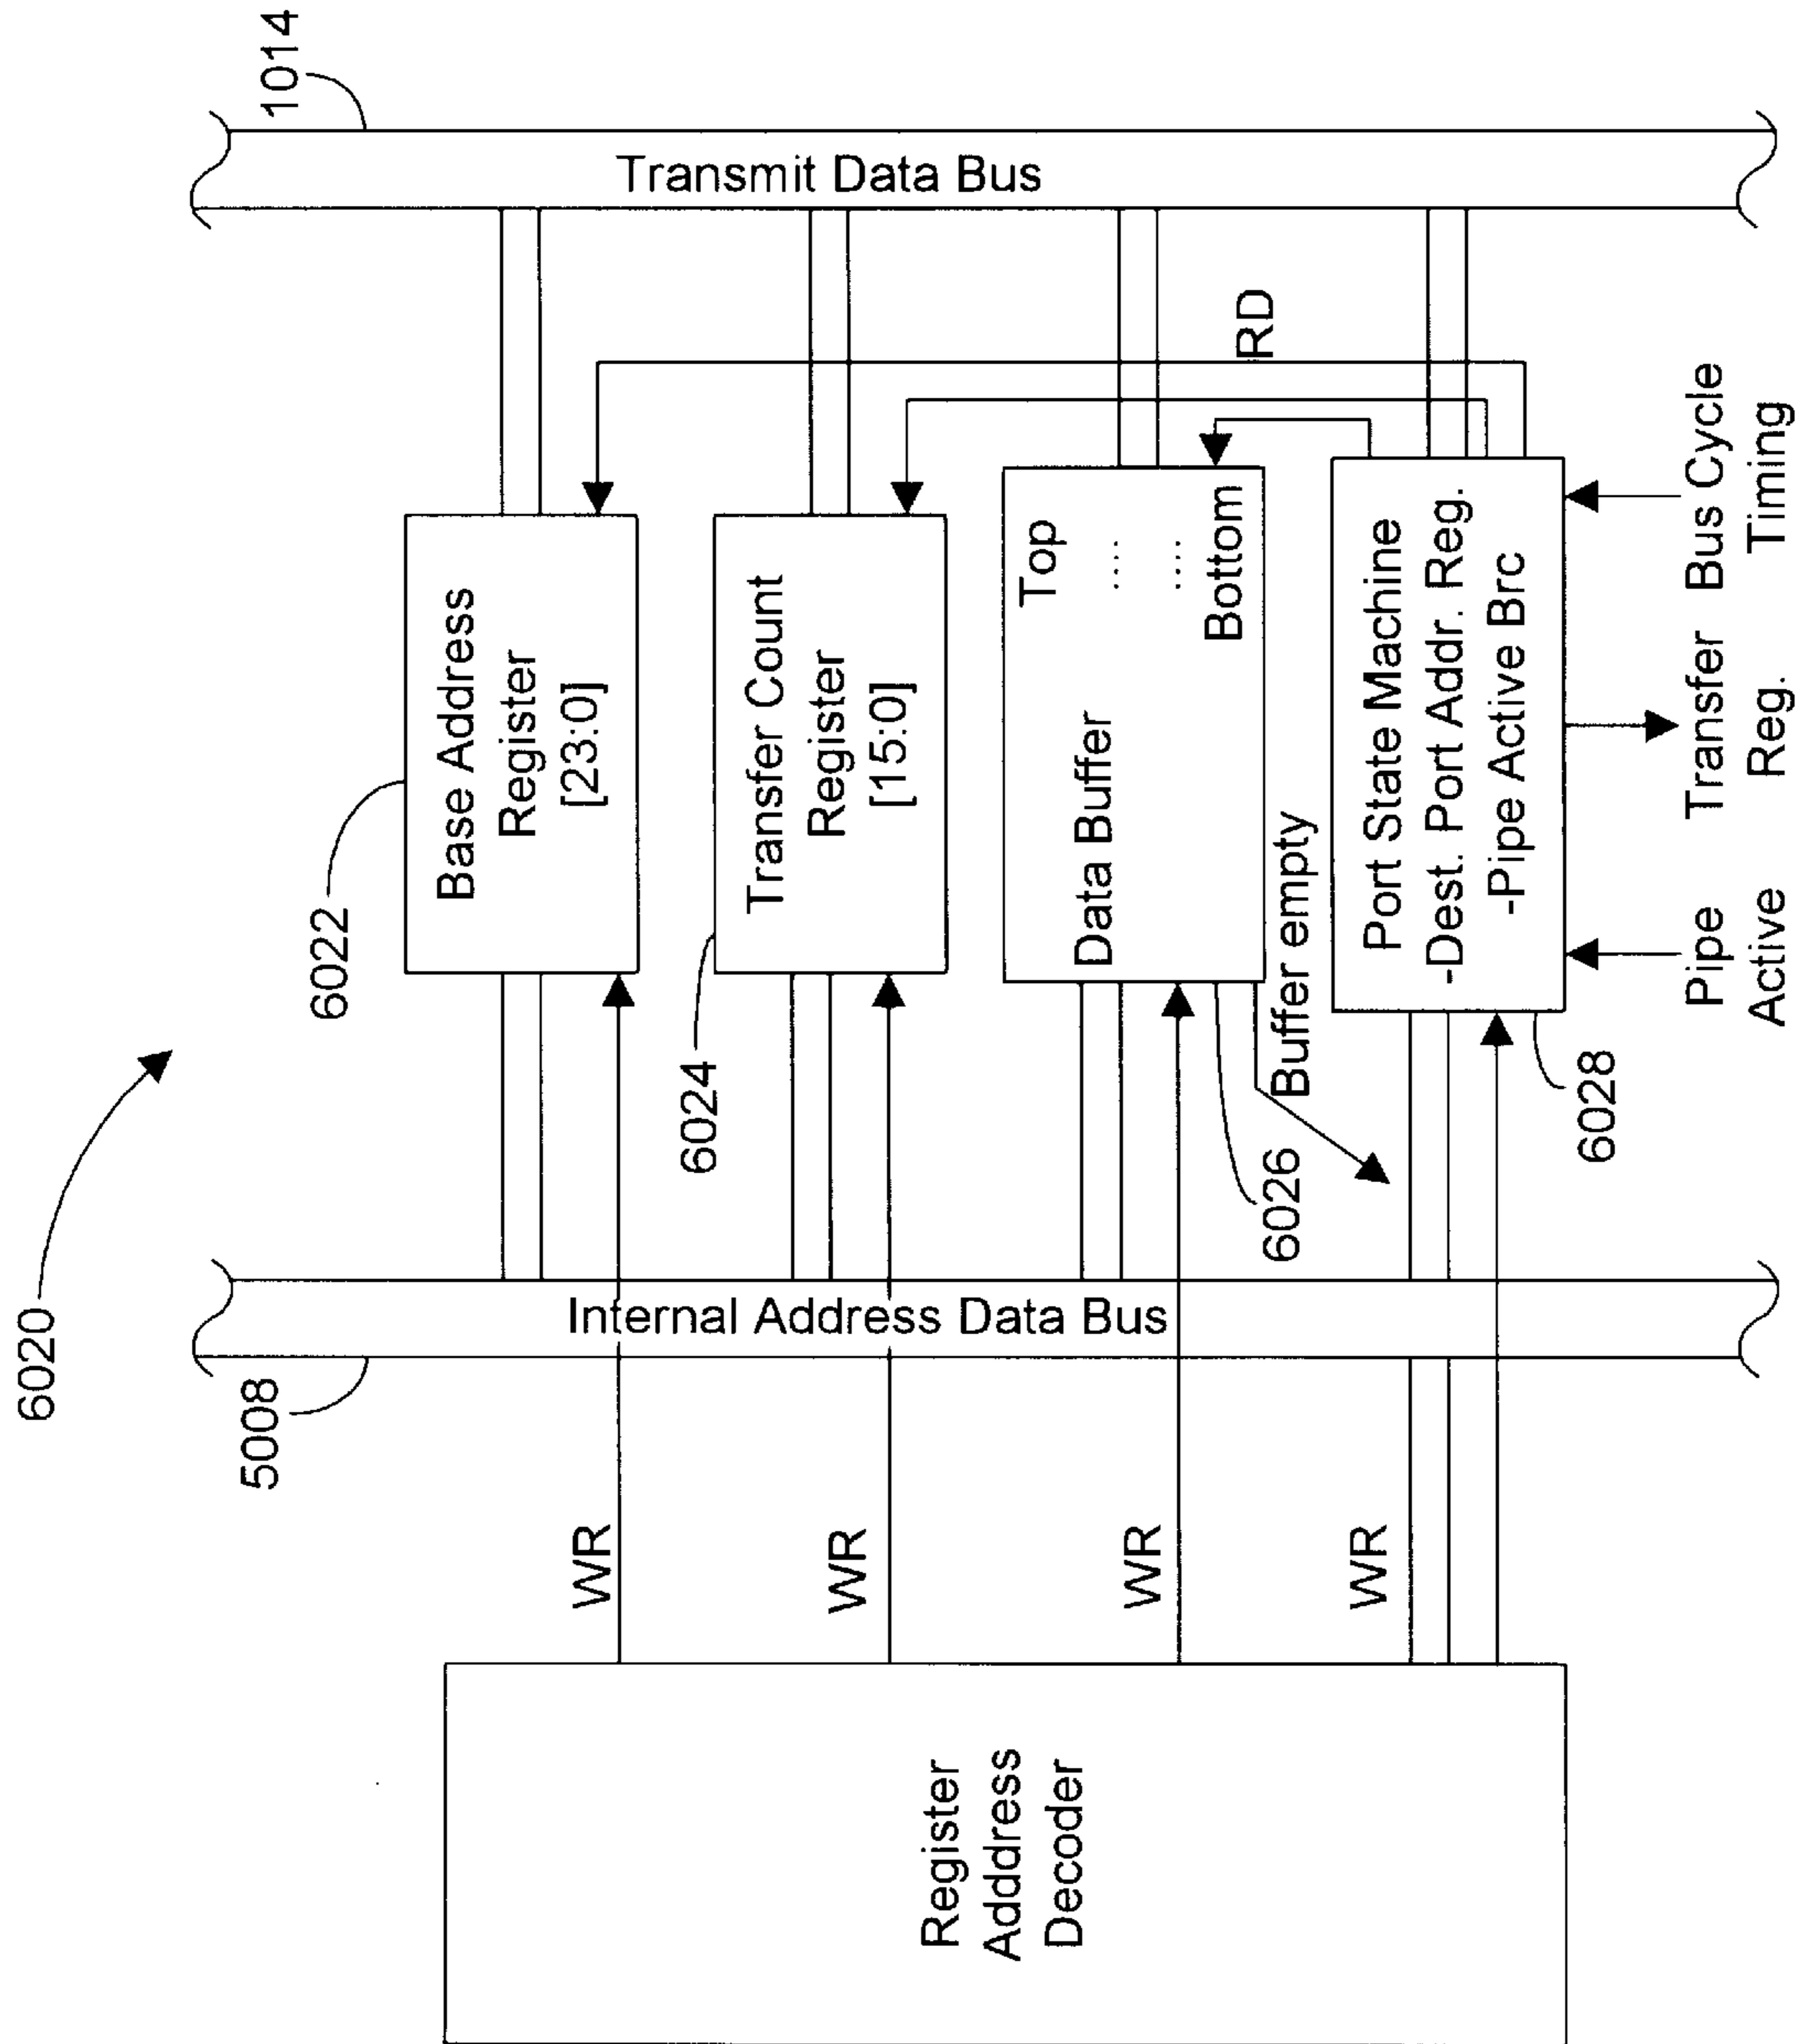 6020
5008
Internal Address Data Bus
1014
Transmit Data Bus
Register
Adddress
Decoder
WR
WR
WR
WR
6022
Base Address
Register
[23:0]
6024
Transfer Count
Register
[15:0]
6026
Data Buffer
Top
....
....
Bottom
Buffer empty
RD
6028
Port State Machine
-Dest. Port Addr. Reg.
-Pipe Active Brc
Pipe
Active
Transfer
Reg.
Bus Cycle
Timing